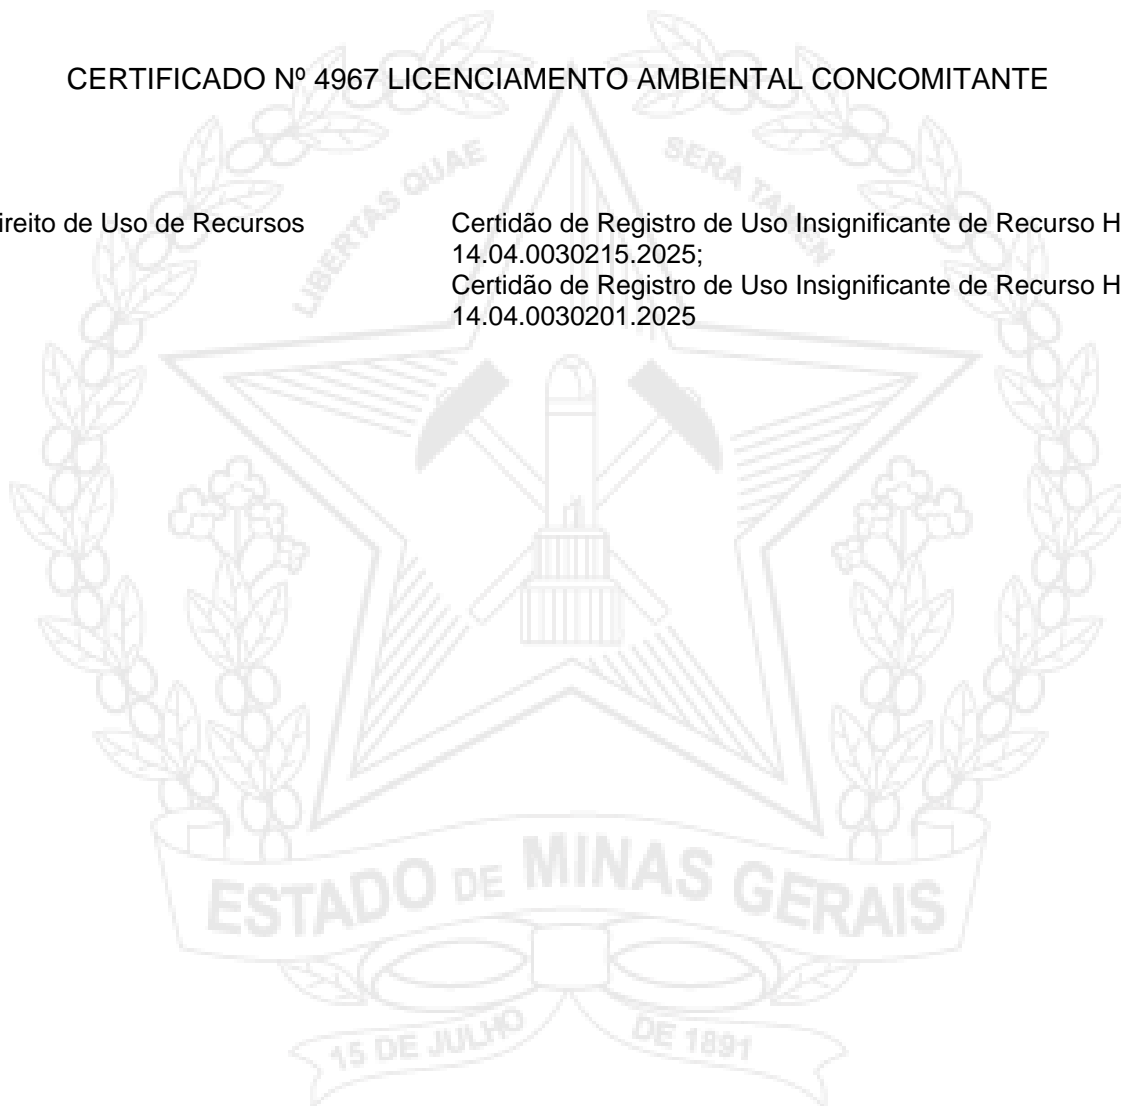 CERTIFICADO Nº 4967 LICENCIAMENTO AMBIENTAL CONCOMITANTE
LIBERTAS QUAE SERA TAMEN
ireito de Uso de Recursos
Certidão de Registro de Uso Insignificante de Recurso H
14.04.0030215.2025;
Certidão de Registro de Uso Insignificante de Recurso H
14.04.0030201.2025
ESTADO DE MINAS GERAIS
15 DE JULHO DE 1891